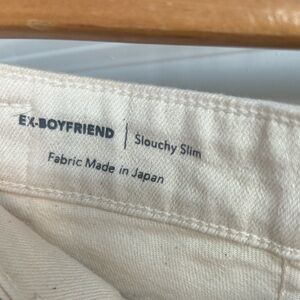 EX-BOYFRIEND | Slouchy Slim
Fabric Made in Japan